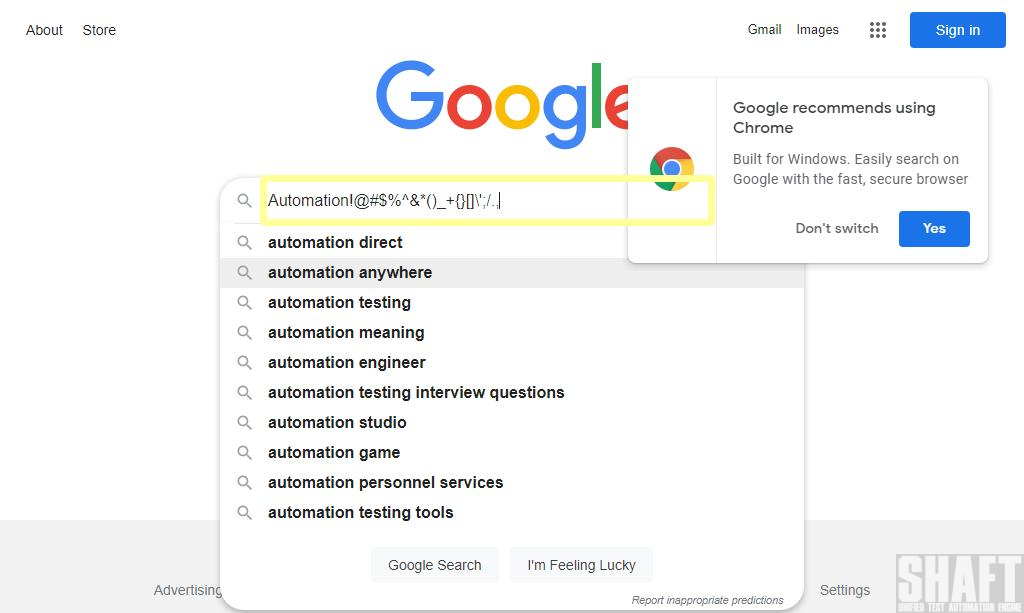 About Store Gmail Images Sign in
Google
Google recommends using
Chrome
Built for Windows. Easily search on
Google with the fast, secure browser
Don't switch Yes
Automation!@#$%^&*()_+{}[]\';/.,
automation direct
automation anywhere
automation testing
automation meaning
automation engineer
automation testing interview questions
automation studio
automation game
automation personnel services
automation testing tools
Google Search I'm Feeling Lucky
Report inappropriate predictions
Advertising Settings
SHAFT
UNIFIED TEST AUTOMATION ENGINE